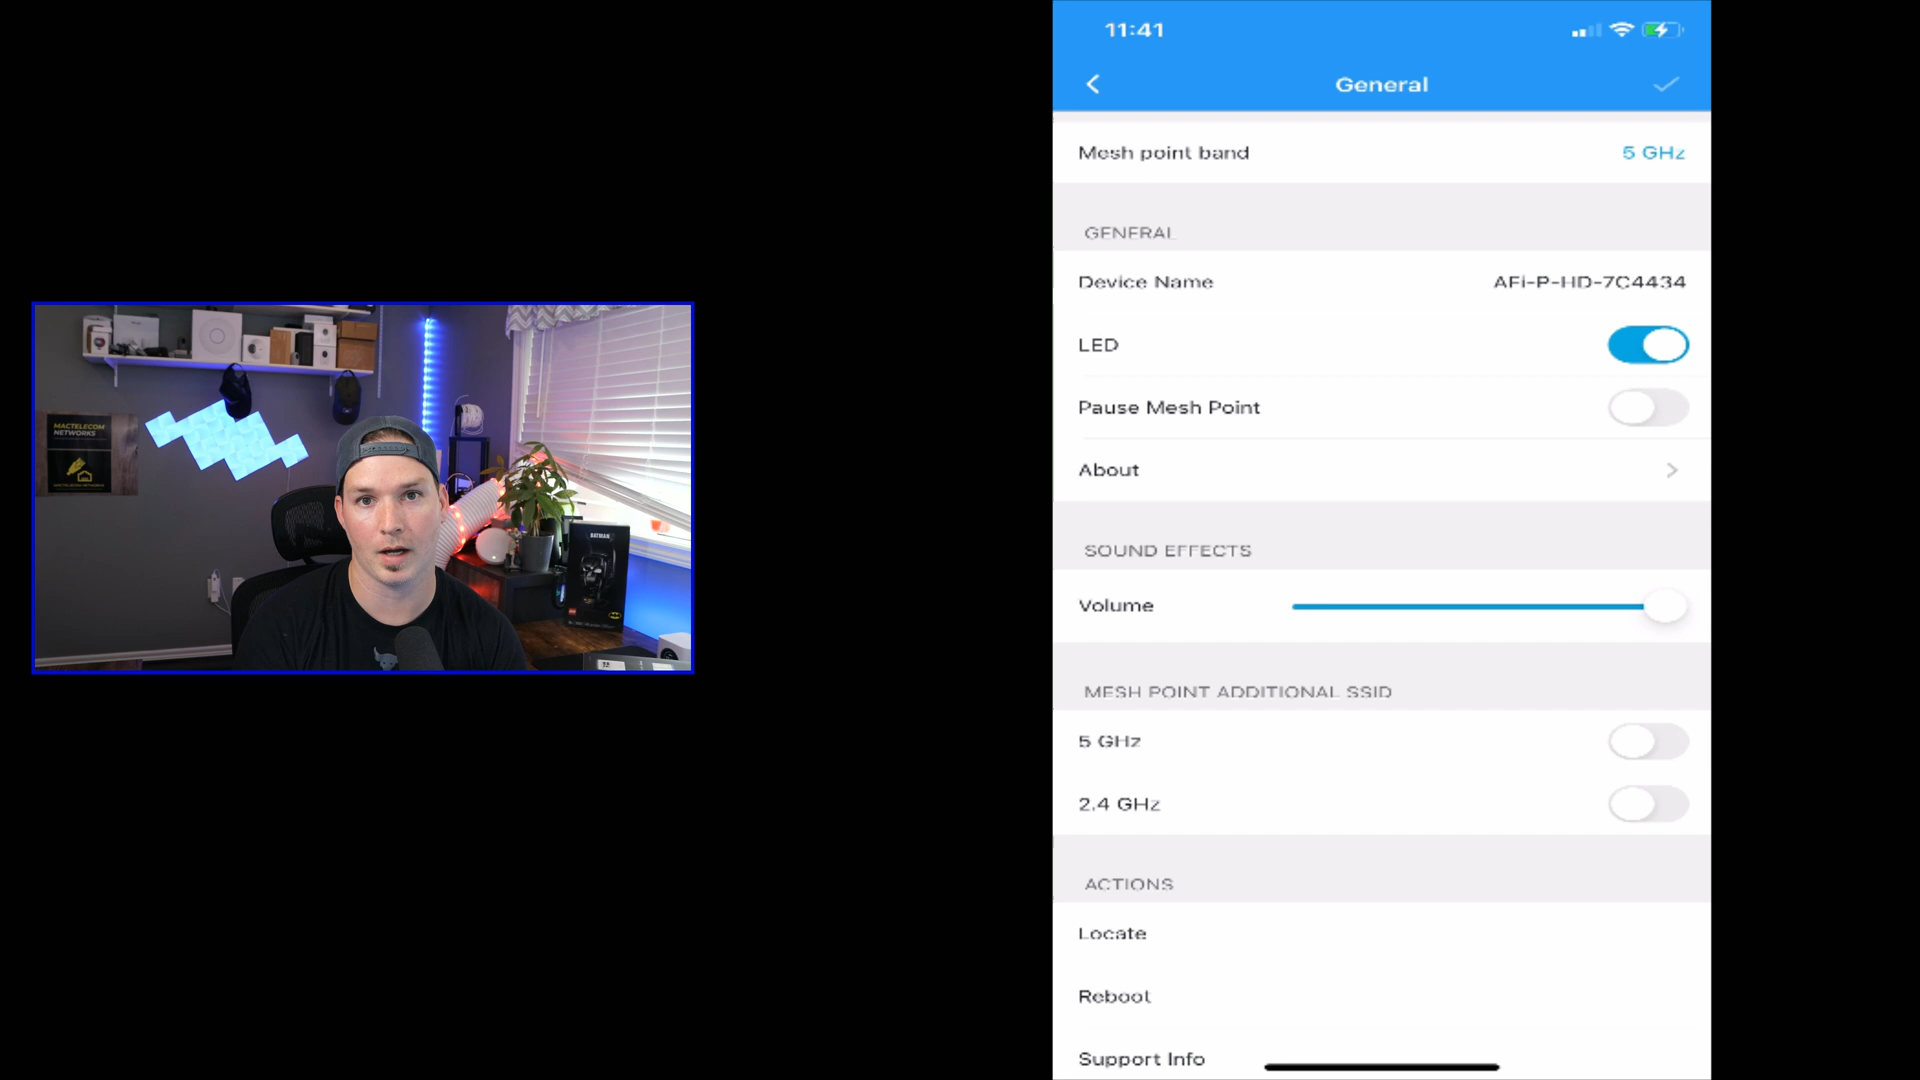 11:41
General
Mesh point band 5 GHz
GENERAL
Device Name AFi-P-HD-7C4434
LED
Pause Mesh Point
About
SOUND EFFECTS
Volume
MESH POINT ADDITIONAL SSID
5 GHz
2.4 GHz
ACTIONS
Locate
Reboot
Support Info
MACTELECOM
NETWORKS
BATMAN